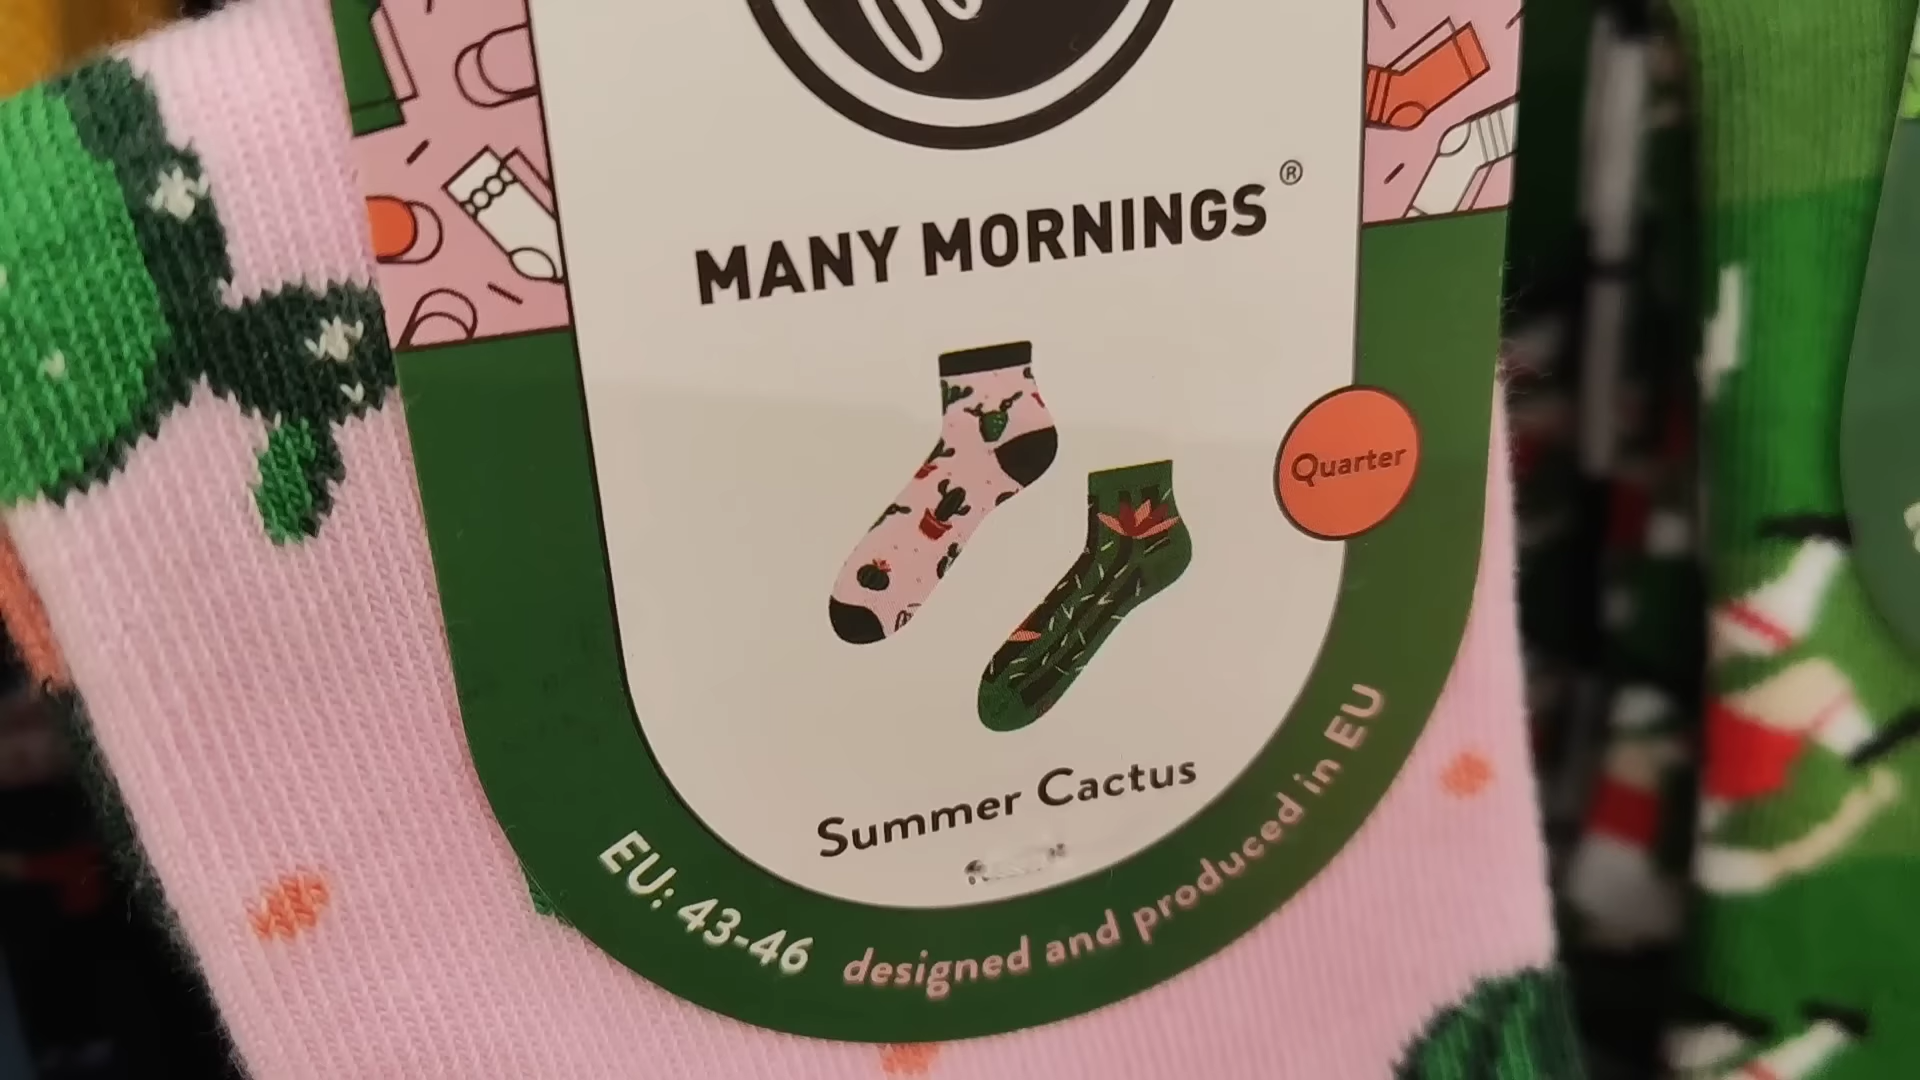 MANY MORNINGS®
Quarter
Summer Cactus
EU: 43-46 designed and produced in EU